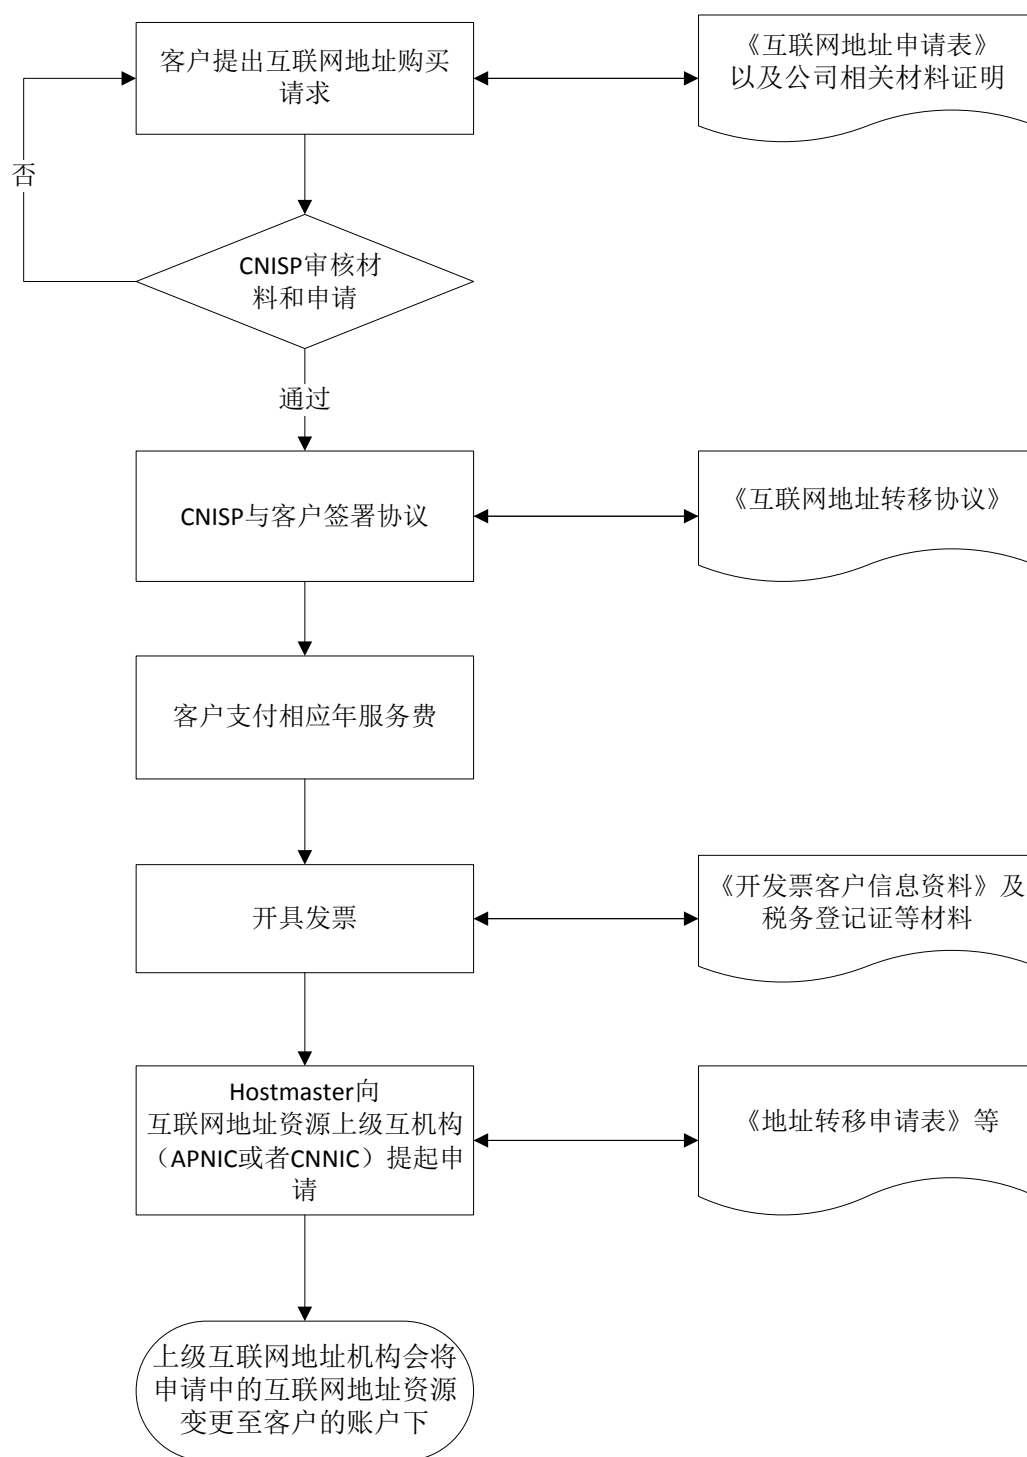 客户提出互联网地址购买
请求
《互联网地址申请表》
以及公司相关材料证明
否
CNISP审核材
料和申请
通过
CNISP与客户签署协议
《互联网地址转移协议》
客户支付相应年服务费
开具发票
《开发票客户信息资料》及
税务登记证等材料
Hostmaster向
互联网地址资源上级互机构
（APNIC或者CNNIC）提起申
请
《地址转移申请表》等
上级互联网地址机构会将
申请中的互联网地址资源
变更至客户的账户下